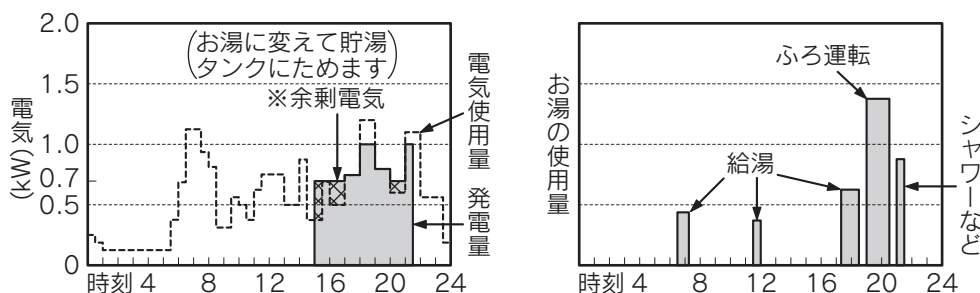 2.0
1.5
1.0
0.7
0.5
0
電気(kW)
(お湯に変えて貯湯
タンクにためます)
※余剰電気
電気使用量
発電量
時刻 4 8 12 16 20 24
お湯の使用量
ふろ運転
給湯
シャワーなど
時刻 4 8 12 16 20 24